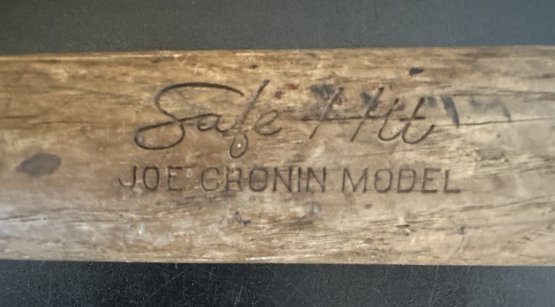 Safe Hit
JOE CRONIN MODEL